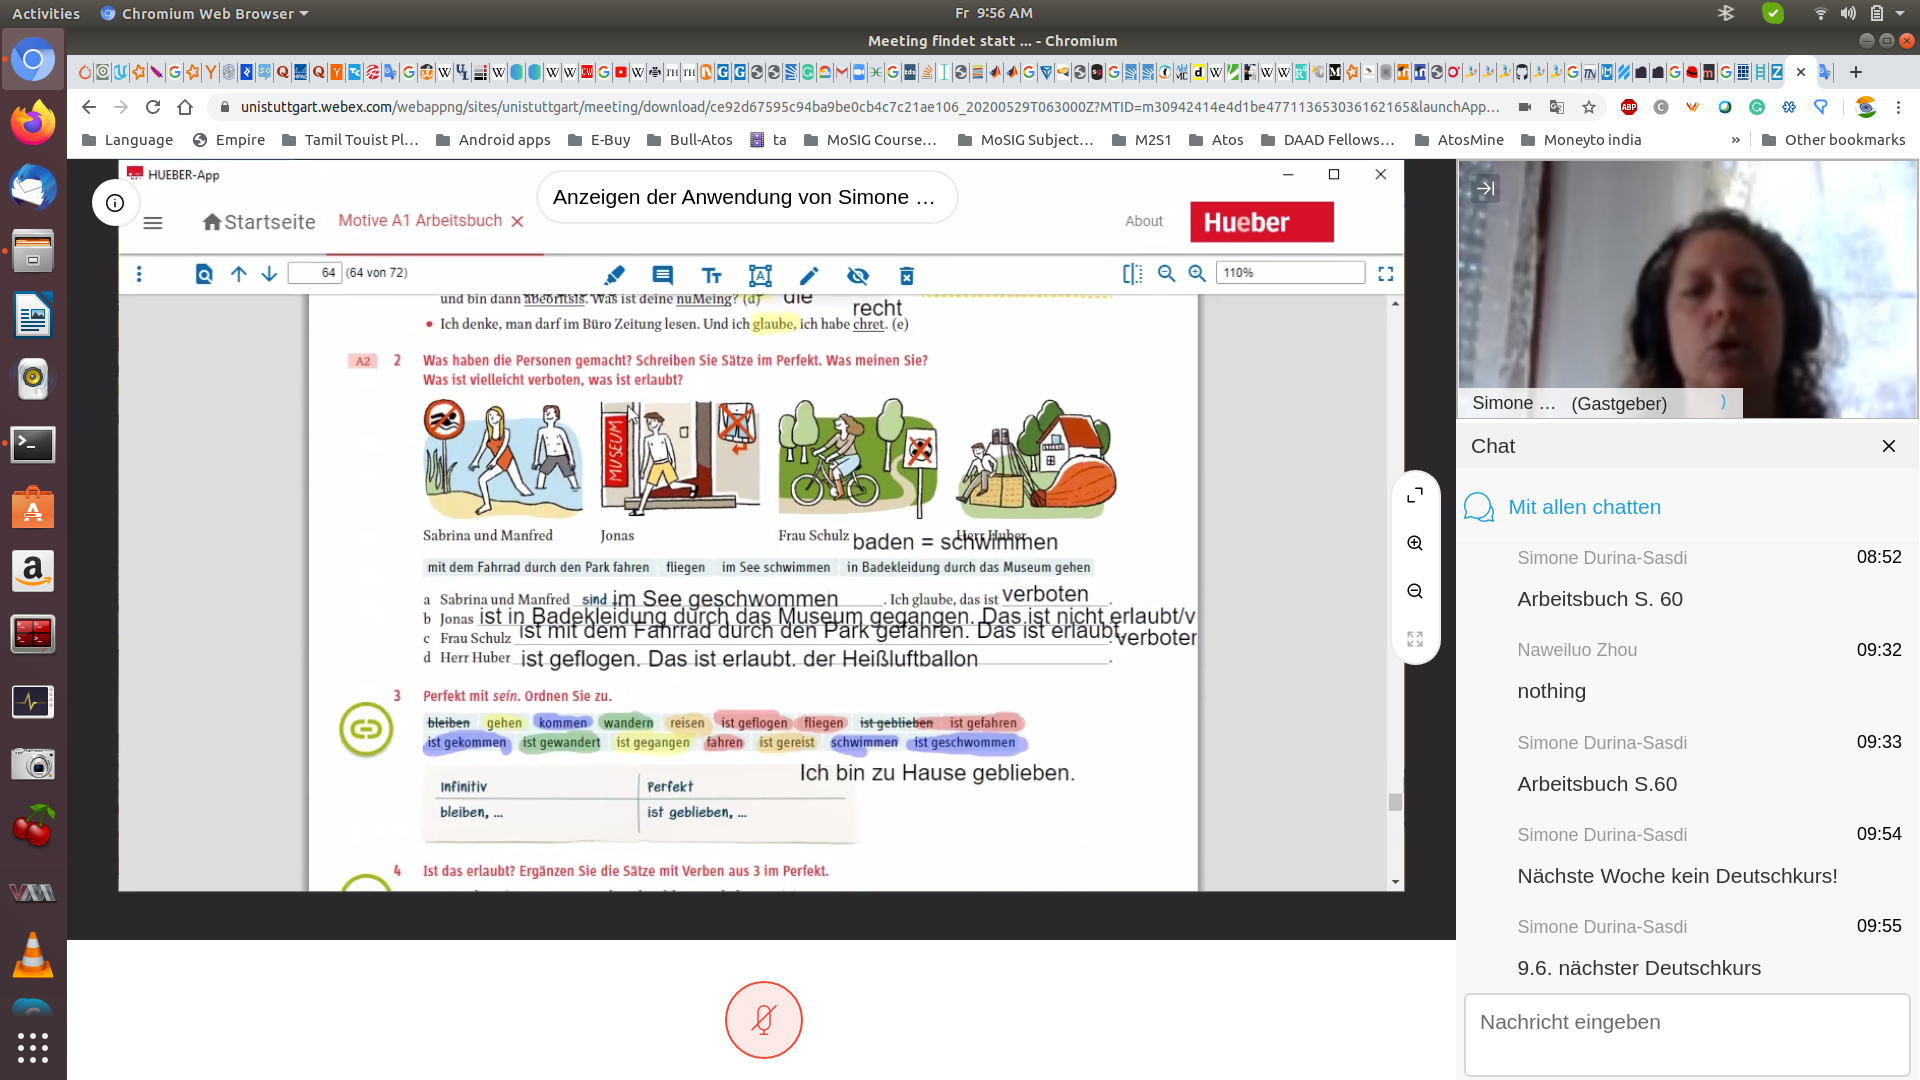 Activities
Chromium Web Browser
Fr 9:56 AM
Meeting findet statt ... - Chromium
unistuttgart.webex.com/webappng/sites/unistuttgart/meeting/download/ce92d67595c94ba9be0cb4c7c21ae106_20200529T063000Z?MTID=m30942414e4d1be477113653036162165&launchApp...
Language
Empire
Tamil Touist Pl...
Android apps
E-Buy
Bull-Atos
ta
MoSIG Course...
MoSIG Subject...
M2S1
Atos
DAAD Fellows...
AtosMine
Moneyto india
»
Other bookmarks
HUEBER-App
Anzeigen der Anwendung von Simone ...
Startseite
Motive A1 Arbeitsbuch
About
Hueber
64 (64 von 72)
110%
und bin dann abeoritsls. Was ist deine nuMeing? (d) die
recht
• Ich denke, man darf im Büro Zeitung lesen. Und ich glaube, ich habe chret. (e)
A2 2 Was haben die Personen gemacht? Schreiben Sie Sätze im Perfekt. Was meinen Sie?
Was ist vielleicht verboten, was ist erlaubt?
MUSEUM
Sabrina und Manfred
Jonas
Frau Schulz
Herr Huber
baden = schwimmen
mit dem Fahrrad durch den Park fahren fliegen im See schwimmen in Badekleidung durch das Museum gehen
a Sabrina und Manfred sind im See geschwommen. Ich glaube, das ist verboten.
b Jonas ist in Badekleidung durch das Museum gegangen. Das ist nicht erlaubt/v
c Frau Schulz ist mit dem Fahrrad durch den Park gefahren. Das ist erlaubt. verboten
d Herr Huber ist geflogen. Das ist erlaubt. der Heißluftballon
3 Perfekt mit sein. Ordnen Sie zu.
bleiben gehen kommen wandern reisen ist geflogen fliegen ist geblieben ist gefahren
ist gekommen ist gewandert ist gegangen fahren ist gereist schwimmen ist geschwommen
Ich bin zu Hause geblieben.
Infinitiv Perfekt
bleiben, ... ist geblieben, ...
4 Ist das erlaubt? Ergänzen Sie die Sätze mit Verben aus 3 im Perfekt.
Simone ... (Gastgeber)
Chat
Mit allen chatten
Simone Durina-Sasdi 08:52
Arbeitsbuch S. 60
Naweiluo Zhou 09:32
nothing
Simone Durina-Sasdi 09:33
Arbeitsbuch S.60
Simone Durina-Sasdi 09:54
Nächste Woche kein Deutschkurs!
Simone Durina-Sasdi 09:55
9.6. nächster Deutschkurs
Nachricht eingeben